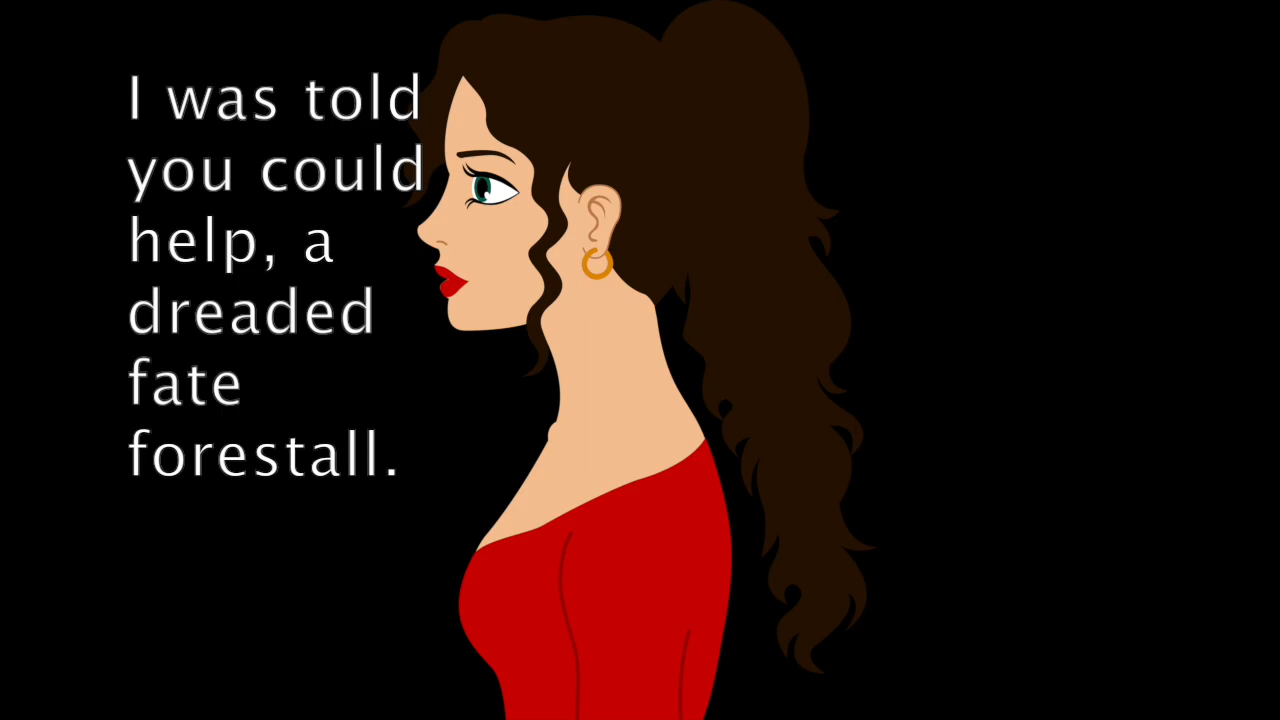 I was told
you could
help, a
dreaded
fate
forestall.